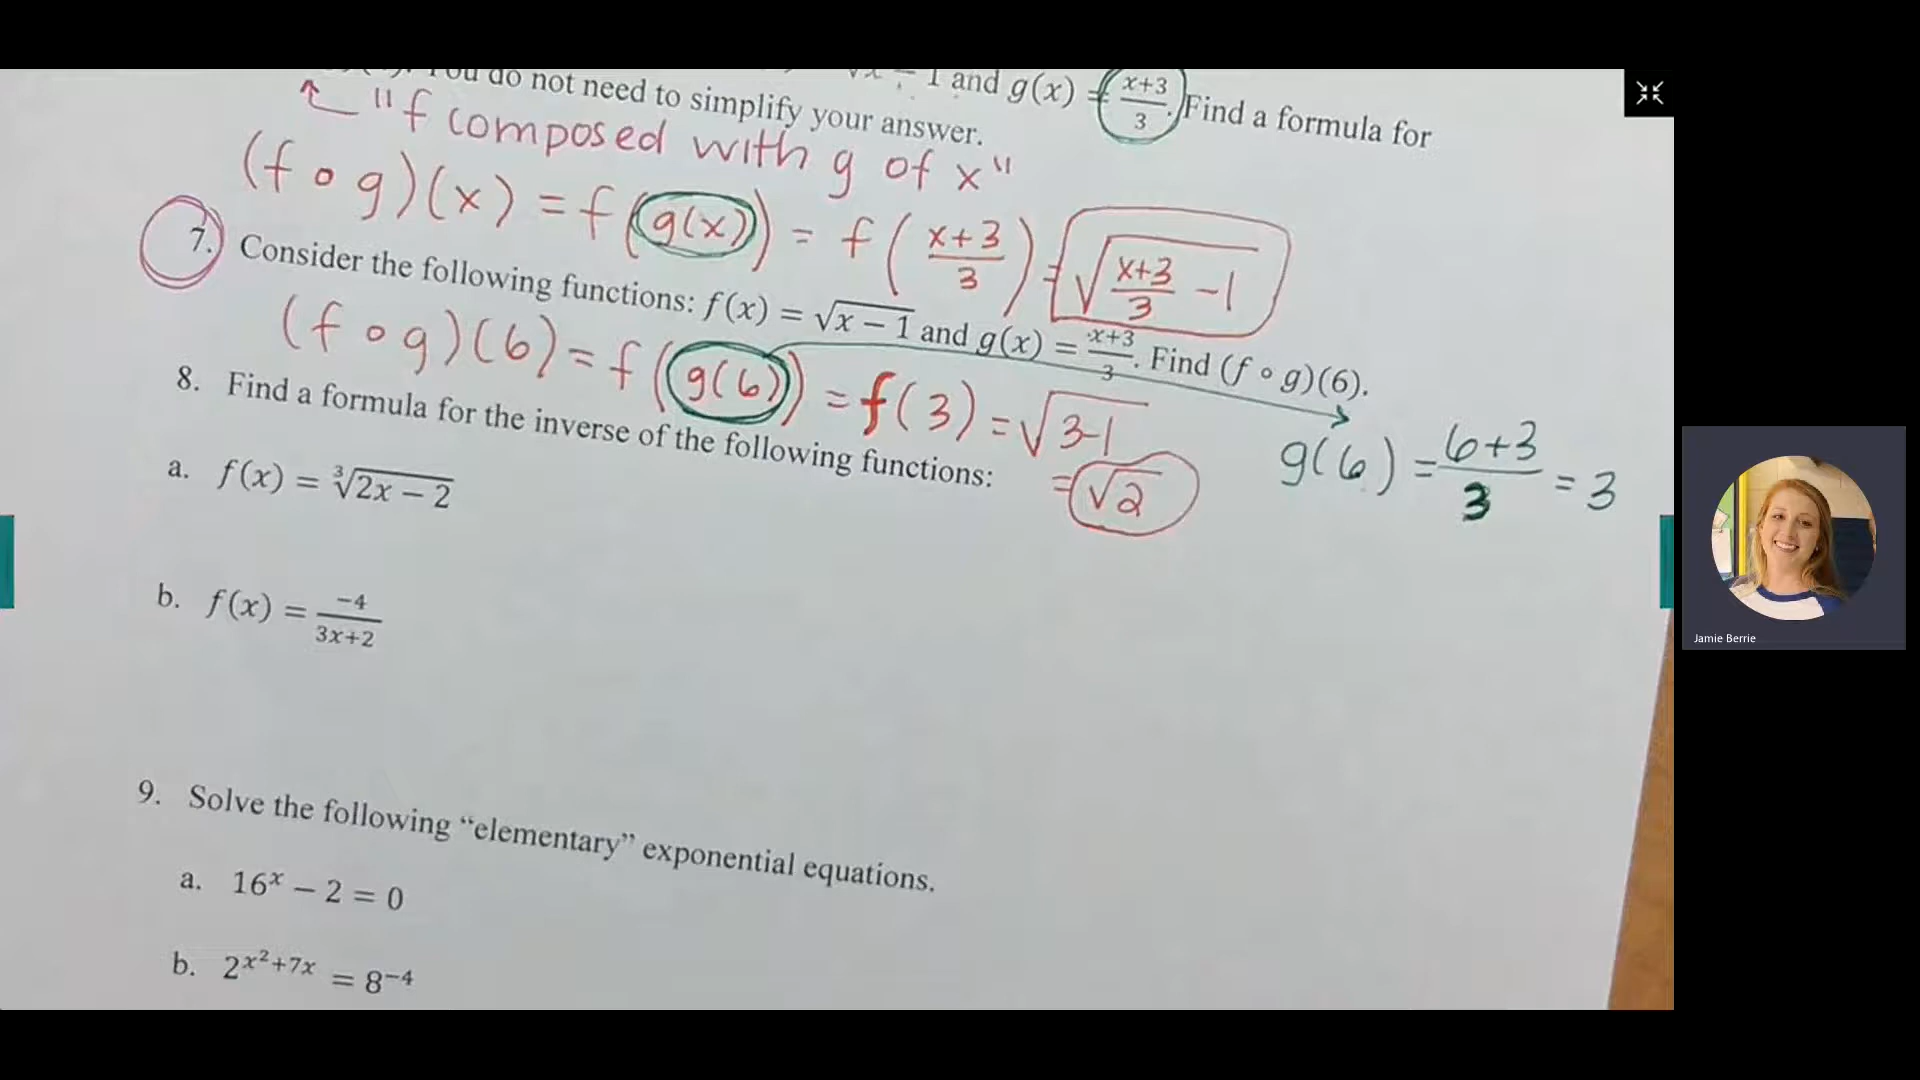 You do not need to simplify your answer. √x − 1 and g(x) = x+3/3. Find a formula for
"f composed with g of x"
(f ∘ g)(x) = f(g(x)) = f(x+3/3) = √(x+3/3 − 1)
7. Consider the following functions: f(x) = √(x − 1) and g(x) = x+3/3. Find (f ∘ g)(6).
(f ∘ g)(6) = f(g(6)) = f(3) = √(3-1)
= √2
g(6) = 6+3/3 = 3
8. Find a formula for the inverse of the following functions:
a. f(x) = ∛(2x − 2)
b. f(x) = −4/3x+2
9. Solve the following “elementary” exponential equations.
a. 16ˣ − 2 = 0
b. 2^(x²+7x) = 8⁻⁴
Jamie Berrie